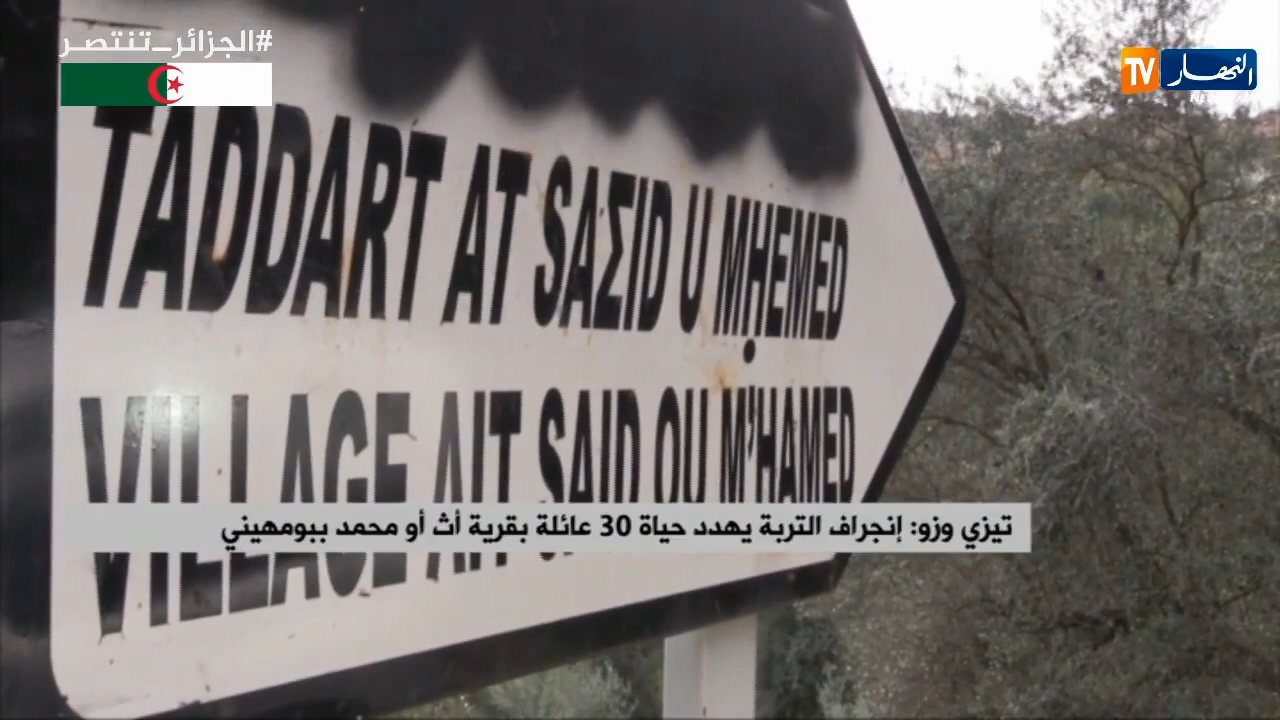 #الجزائر_تنتصر
TV النهار
TADDART AT SAƐID U MḤEMED
VILLAGE AIT SAID OU M'HAMED
تيزي وزو: إنجراف التربة يهدد حياة 30 عائلة بقرية أث أو محمد ببومهيني